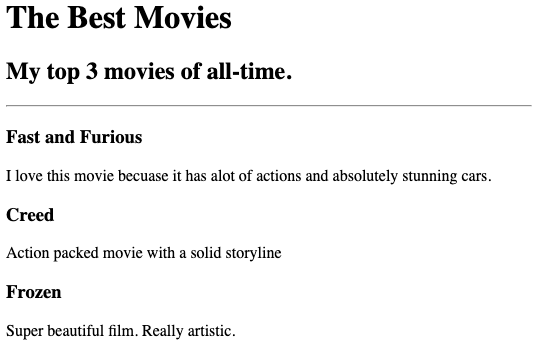 The Best Movies
My top 3 movies of all-time.
Fast and Furious
I love this movie becuase it has alot of actions and absolutely stunning cars.
Creed
Action packed movie with a solid storyline
Frozen
Super beautiful film. Really artistic.